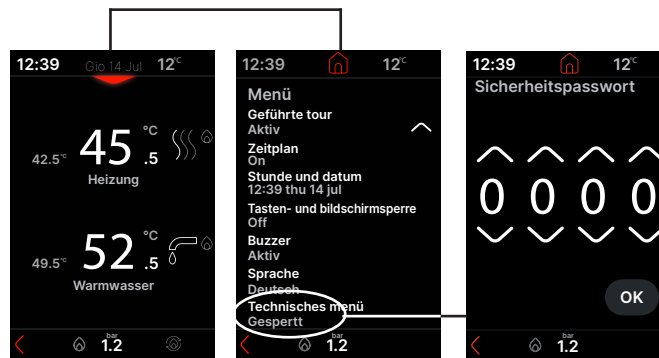 12:39 Gio 14 Jul 12°C
42.5°c 45 °C .5
Heizung
49.5°c 52 °C .5
Warmwasser
bar
1.2
12:39 12°C
Menü
Geführte tour
Aktiv
Zeitplan
On
Stunde und datum
12:39 thu 14 jul
Tasten- und bildschirmsperre
Off
Buzzer
Aktiv
Sprache
Deutsch
Technisches menü
Gespertt
bar
1.2
12:39 12°C
Sicherheitspasswort
0 0 0 0
OK
bar
1.2